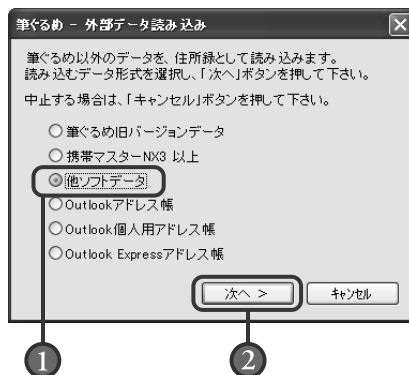 筆ぐるめ - 外部データ読み込み
筆ぐるめ以外のデータを、住所録として読み込みます。
読み込むデータ形式を選択し、「次へ」ボタンを押して下さい。
中止する場合は、「キャンセル」ボタンを押して下さい。
筆ぐるめ旧バージョンデータ
携帯マスターNX3 以上
他ソフトデータ
Outlookアドレス帳
Outlook個人用アドレス帳
Outlook Expressアドレス帳
次へ > キャンセル
1 2